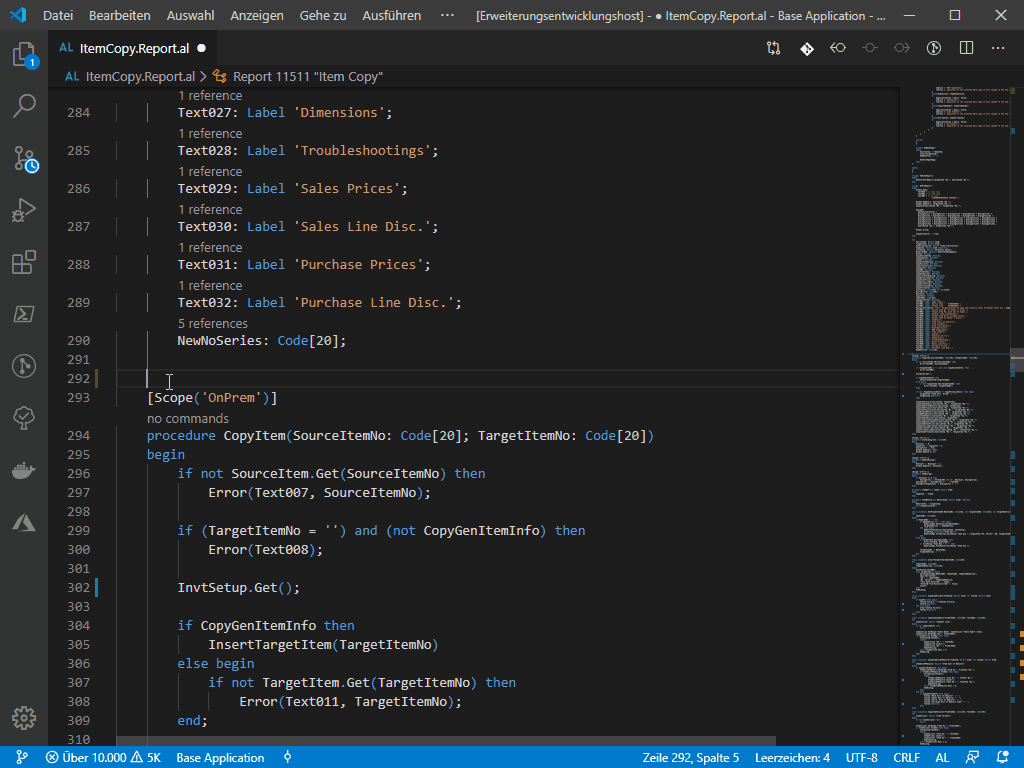 Datei Bearbeiten Auswahl Anzeigen Gehe zu Ausführen ··· [Erweiterungsentwicklungshost] - ● ItemCopy.Report.al - Base Application - ...
AL ItemCopy.Report.al ●
AL ItemCopy.Report.al > Report 11511 "Item Copy"
1
1 reference
284 Text027: Label 'Dimensions';
1 reference
285 Text028: Label 'Troubleshootings';
1 reference
286 Text029: Label 'Sales Prices';
1 reference
287 Text030: Label 'Sales Line Disc.';
1 reference
288 Text031: Label 'Purchase Prices';
1 reference
289 Text032: Label 'Purchase Line Disc.';
5 references
290 NewNoSeries: Code[20];
291
292
293 [Scope('OnPrem')]
no commands
294 procedure CopyItem(SourceItemNo: Code[20]; TargetItemNo: Code[20])
295 begin
296 if not SourceItem.Get(SourceItemNo) then
297 Error(Text007, SourceItemNo);
298
299 if (TargetItemNo = '') and (not CopyGenItemInfo) then
300 Error(Text008);
301
302 InvtSetup.Get();
303
304 if CopyGenItemInfo then
305 InsertTargetItem(TargetItemNo)
306 else begin
307 if not TargetItem.Get(TargetItemNo) then
308 Error(Text011, TargetItemNo);
309 end;
310
Über 10.000 5K Base Application Zeile 292, Spalte 5 Leerzeichen: 4 UTF-8 CRLF AL